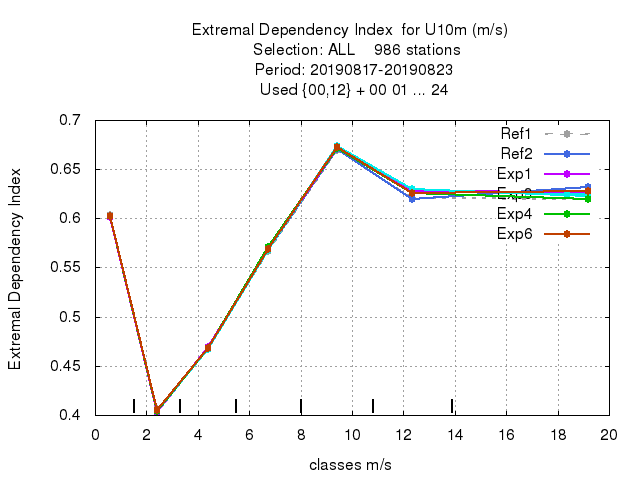 Extremal Dependency Index  for U10m (m/s)
Selection: ALL    986 stations
Period: 20190817-20190823
Used {00,12} + 00 01 ... 24
Extremal Dependency Index
0.7
0.65
0.6
0.55
0.5
0.45
0.4
Ref1
Ref2
Exp1
Exp4
Exp6
0 2 4 6 8 10 12 14 16 18 20
classes m/s